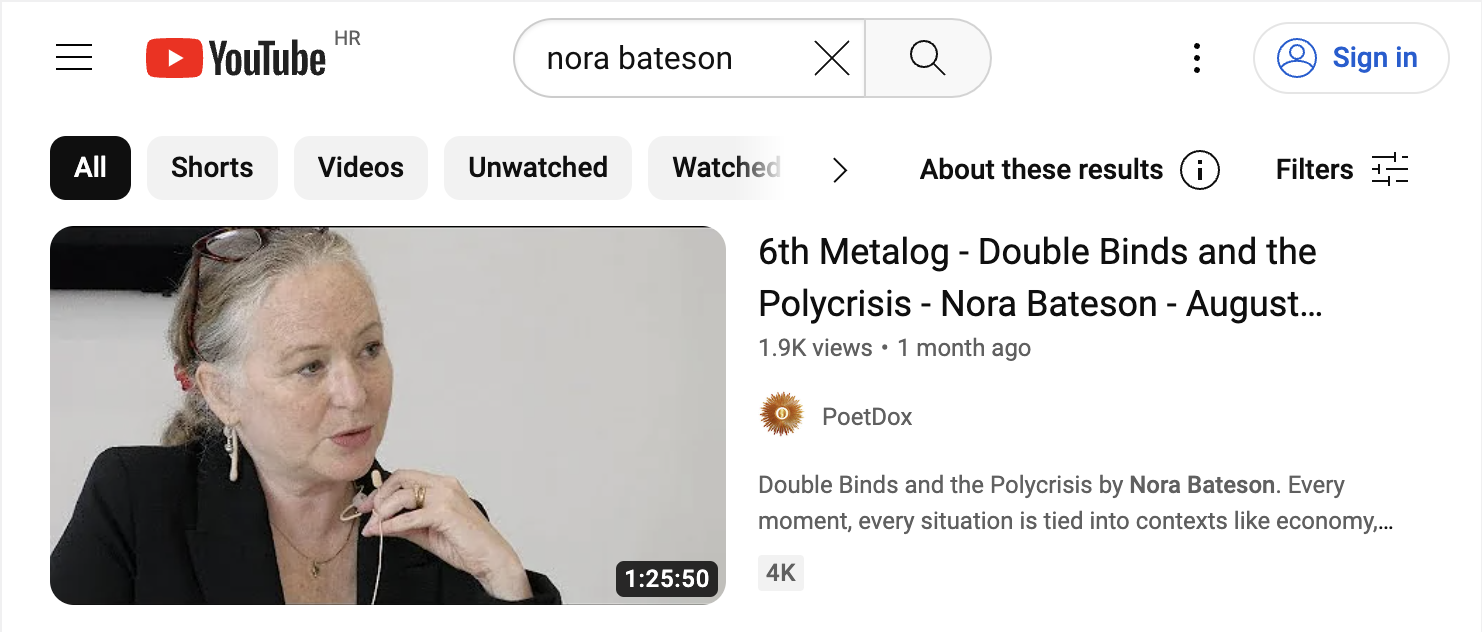 YouTube HR
nora bateson
Sign in
All
Shorts
Videos
Unwatched
Watched
About these results
Filters
6th Metalog - Double Binds and the
Polycrisis - Nora Bateson - August...
1.9K views • 1 month ago
PoetDox
Double Binds and the Polycrisis by Nora Bateson. Every
moment, every situation is tied into contexts like economy,...
4K
1:25:50